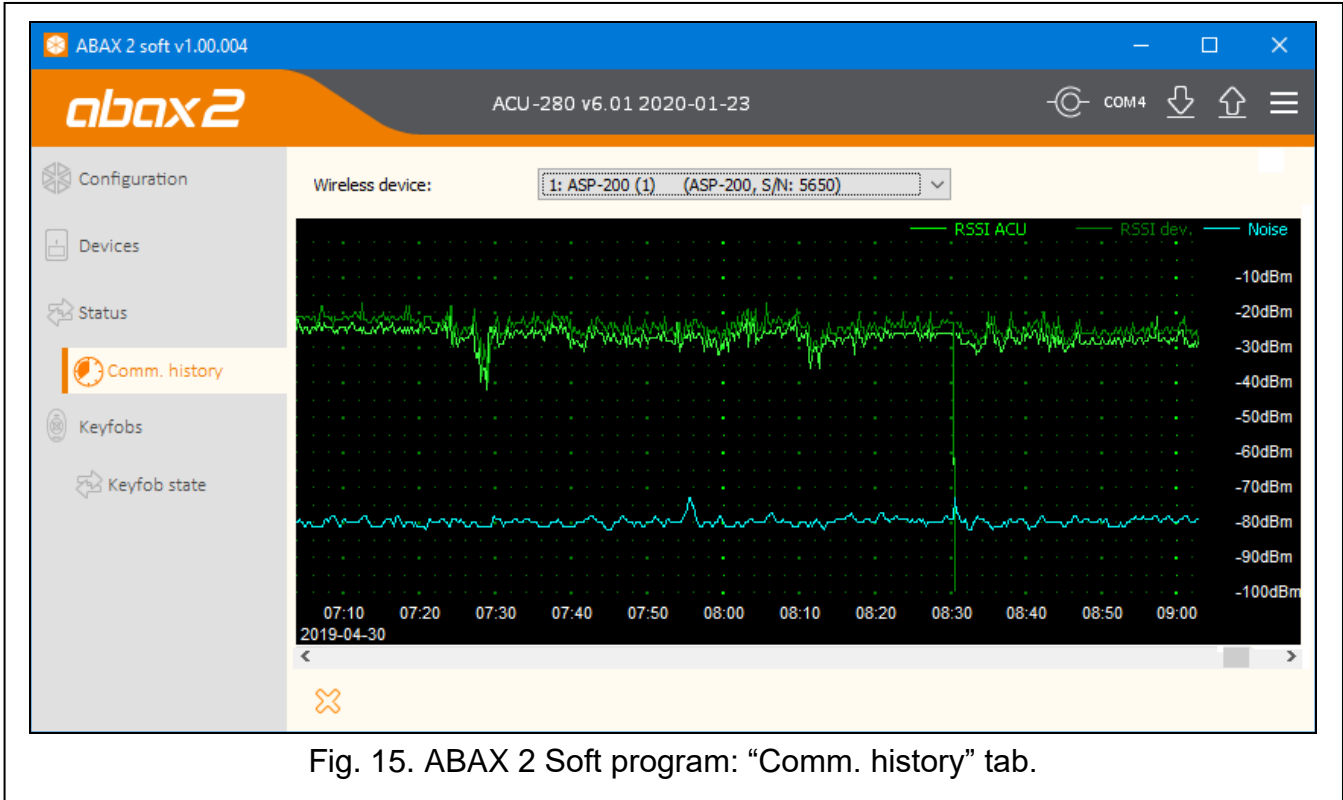 ABAX 2 soft v1.00.004
abax2
ACU-280 v6.01 2020-01-23
COM4
Configuration
Devices
Status
Comm. history
Keyfobs
Keyfob state
Wireless device:
1: ASP-200 (1) (ASP-200, S/N: 5650)
RSSI ACU RSSI dev. Noise
-10dBm
-20dBm
-30dBm
-40dBm
-50dBm
-60dBm
-70dBm
-80dBm
-90dBm
-100dBm
07:10 07:20 07:30 07:40 07:50 08:00 08:10 08:20 08:30 08:40 08:50 09:00
2019-04-30
Fig. 15. ABAX 2 Soft program: “Comm. history” tab.